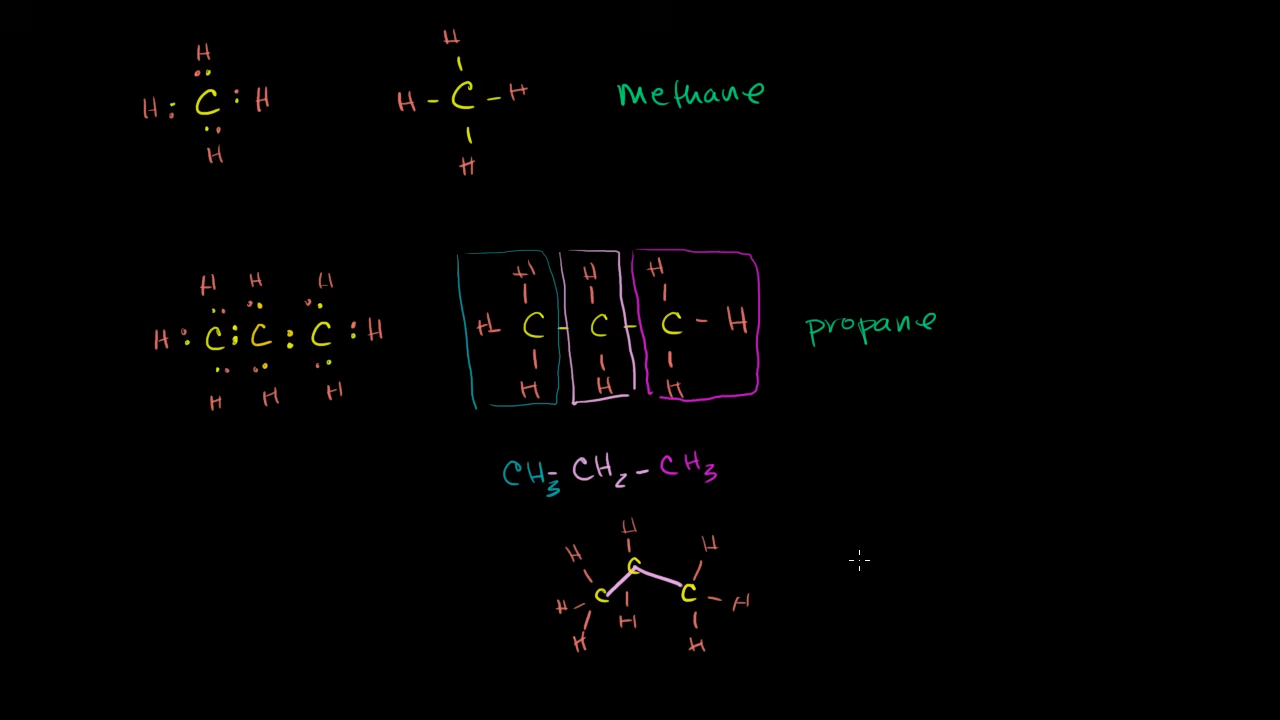 H H
H : C : H H - C - H methane
H H
H H H H H H
H : C : C : C : H H C - C - C - H propane
H H H H H H
CH3 - CH2 - CH3
H H H
C C C
H H H
H H